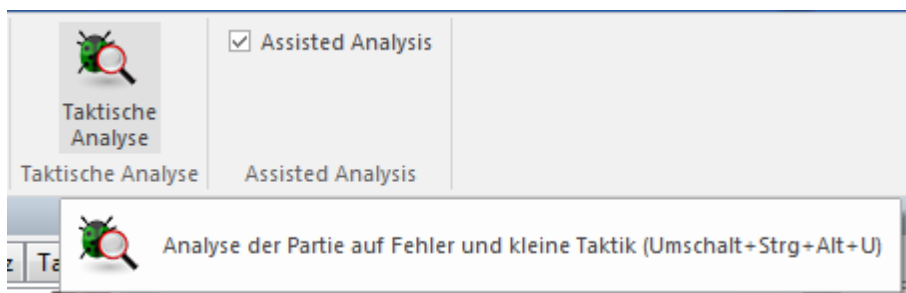 Assisted Analysis
Taktische
Analyse
Taktische Analyse
Assisted Analysis
Analyse der Partie auf Fehler und kleine Taktik (Umschalt+Strg+Alt+U)